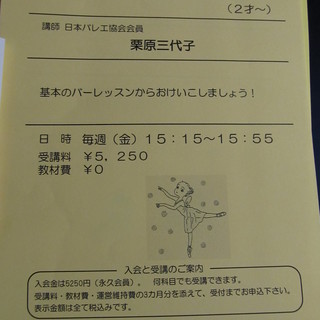 （２才～）
講師 日本バレエ協会会員
栗原三代子
基本のバーレッスンからおけいこしましょう！
日　時　毎週（金）１５：１５～１５：５５
受講料　￥５，２５０
教材費　￥０
入会と受講のご案内
入会金は5250円（永久会員）。　何科目でも受講できます。
受講料・教材費・運営維持費の3カ月分を添えて、受付までお申込下さい。
表示金額は全て税込みです。